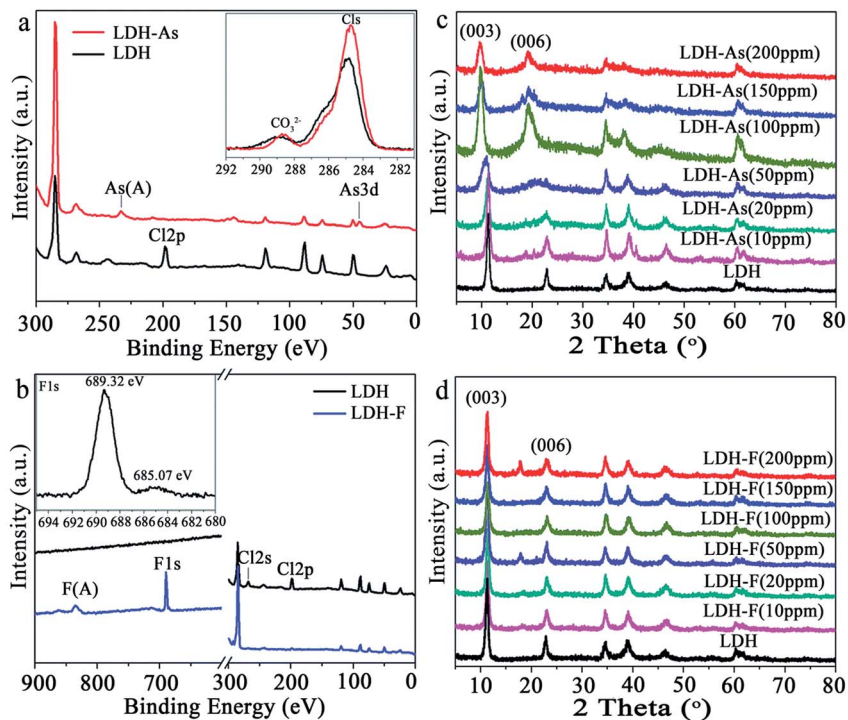 a
LDH-As
LDH
Cls
CO₃²⁻
292 290 288 286 284 282
As(A)
As3d
Cl2p
Intensity (a.u.)
300 250 200 150 100 50 0
Binding Energy (eV)
c
(003)
(006)
LDH-As(200ppm)
LDH-As(150ppm)
LDH-As(100ppm)
LDH-As(50ppm)
LDH-As(20ppm)
LDH-As(10ppm)
LDH
Intensity (a.u.)
10 20 30 40 50 60 70 80
2 Theta (°)
b
F1s
689.32 eV
685.07 eV
694 692 690 688 686 684 682 680
LDH
LDH-F
Cl2s
Cl2p
F1s
F(A)
Intensity (a.u.)
900 800 700 300 200 100 0
Binding Energy (eV)
d
(003)
(006)
LDH-F(200ppm)
LDH-F(150ppm)
LDH-F(100ppm)
LDH-F(50ppm)
LDH-F(20ppm)
LDH-F(10ppm)
LDH
Intensity (a.u.)
10 20 30 40 50 60 70 80
2 Theta (°)